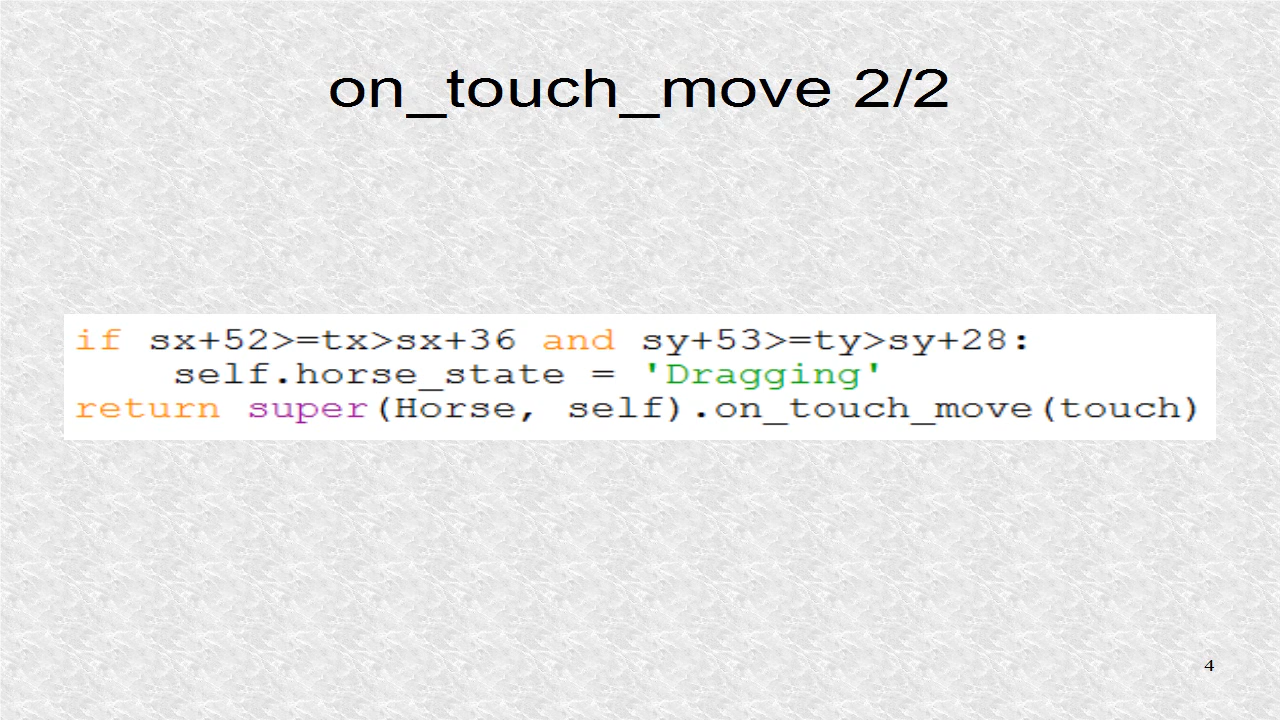 on_touch_move 2/2
if sx+52>=tx>sx+36 and sy+53>=ty>sy+28:
    self.horse_state = 'Dragging'
return super(Horse, self).on_touch_move(touch)
4